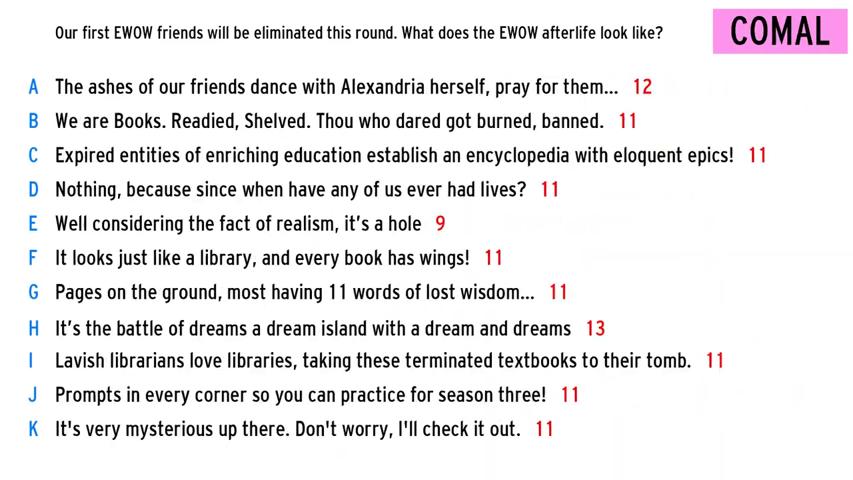 Our first EWOW friends will be eliminated this round. What does the EWOW afterlife look like?
COMAL
A The ashes of our friends dance with Alexandria herself, pray for them... 12
B We are Books. Readied, Shelved. Thou who dared got burned, banned. 11
C Expired entities of enriching education establish an encyclopedia with eloquent epics! 11
D Nothing, because since when have any of us ever had lives? 11
E Well considering the fact of realism, it's a hole 9
F It looks just like a library, and every book has wings! 11
G Pages on the ground, most having 11 words of lost wisdom... 11
H It's the battle of dreams a dream island with a dream and dreams 13
I Lavish librarians love libraries, taking these terminated textbooks to their tomb. 11
J Prompts in every corner so you can practice for season three! 11
K It's very mysterious up there. Don't worry, I'll check it out. 11